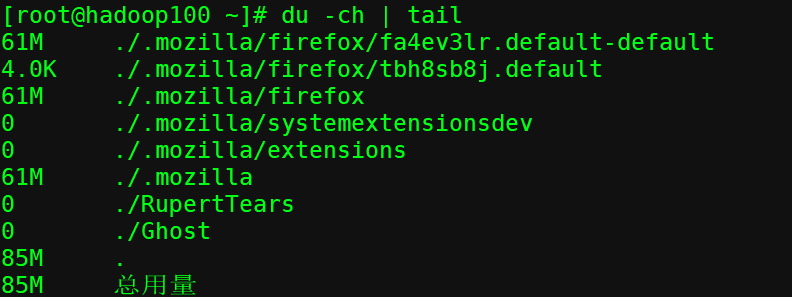 [root@hadoop100 ~]# du -ch | tail
61M     ./.mozilla/firefox/fa4ev3lr.default-default
4.0K    ./.mozilla/firefox/tbh8sb8j.default
61M     ./.mozilla/firefox
0       ./.mozilla/systemextensionsdev
0       ./.mozilla/extensions
61M     ./.mozilla
0       ./RupertTears
0       ./Ghost
85M     .
85M     总用量